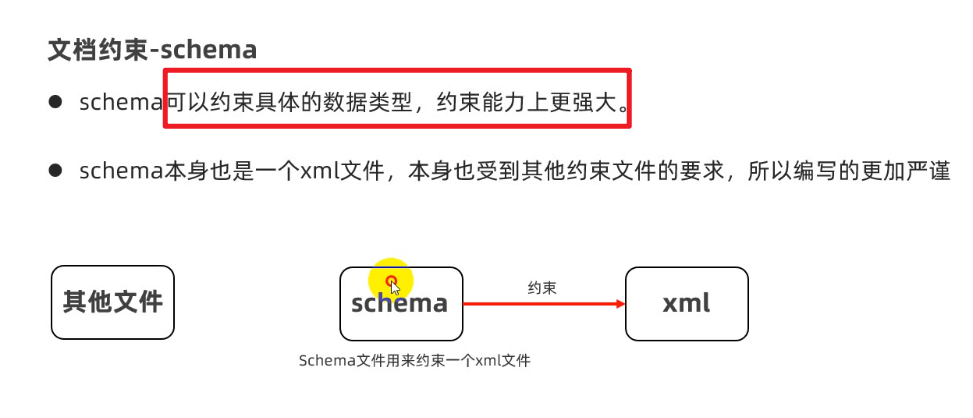 文档约束-schema
schema可以约束具体的数据类型，约束能力上更强大。
schema本身也是一个xml文件，本身也受到其他约束文件的要求，所以编写的更加严谨
其他文件
schema
约束
xml
Schema文件用来约束一个xml文件